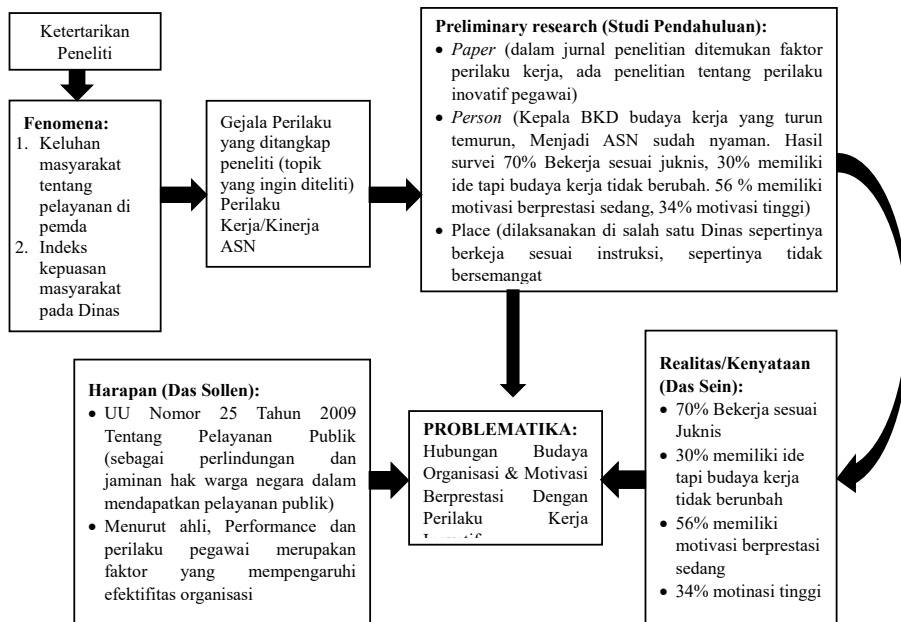 Ketertarikan
Peneliti
Fenomena:
1. Keluhan
masyarakat
tentang
pelayanan di
pemda
2. Indeks
kepuasan
masyarakat
pada Dinas
Gejala Perilaku
yang ditangkap
peneliti (topik
yang ingin diteliti)
Perilaku
Kerja/Kinerja
ASN
Preliminary research (Studi Pendahuluan):
• Paper (dalam jurnal penelitian ditemukan faktor
perilaku kerja, ada penelitian tentang perilaku
inovatif pegawai)
• Person (Kepala BKD budaya kerja yang turun
temurun, Menjadi ASN sudah nyaman. Hasil
survei 70% Bekerja sesuai juknis, 30% memiliki
ide tapi budaya kerja tidak berubah. 56 % memiliki
motivasi berprestasi sedang, 34% motivasi tinggi)
• Place (dilaksanakan di salah satu Dinas sepertinya
berkeja sesuai instruksi, sepertinya tidak
bersemangat
Harapan (Das Sollen):
• UU Nomor 25 Tahun 2009
Tentang Pelayanan Publik
(sebagai perlindungan dan
jaminan hak warga negara dalam
mendapatkan pelayanan publik)
• Menurut ahli, Performance dan
perilaku pegawai merupakan
faktor yang mempengaruhi
efektifitas organisasi
PROBLEMATIKA:
Hubungan Budaya
Organisasi & Motivasi
Berprestasi Dengan
Perilaku Kerja
Realitas/Kenyataan
(Das Sein):
• 70% Bekerja sesuai
Juknis
• 30% memiliki ide
tapi budaya kerja
tidak berunbah
• 56% memiliki
motivasi berprestasi
sedang
• 34% motinasi tinggi